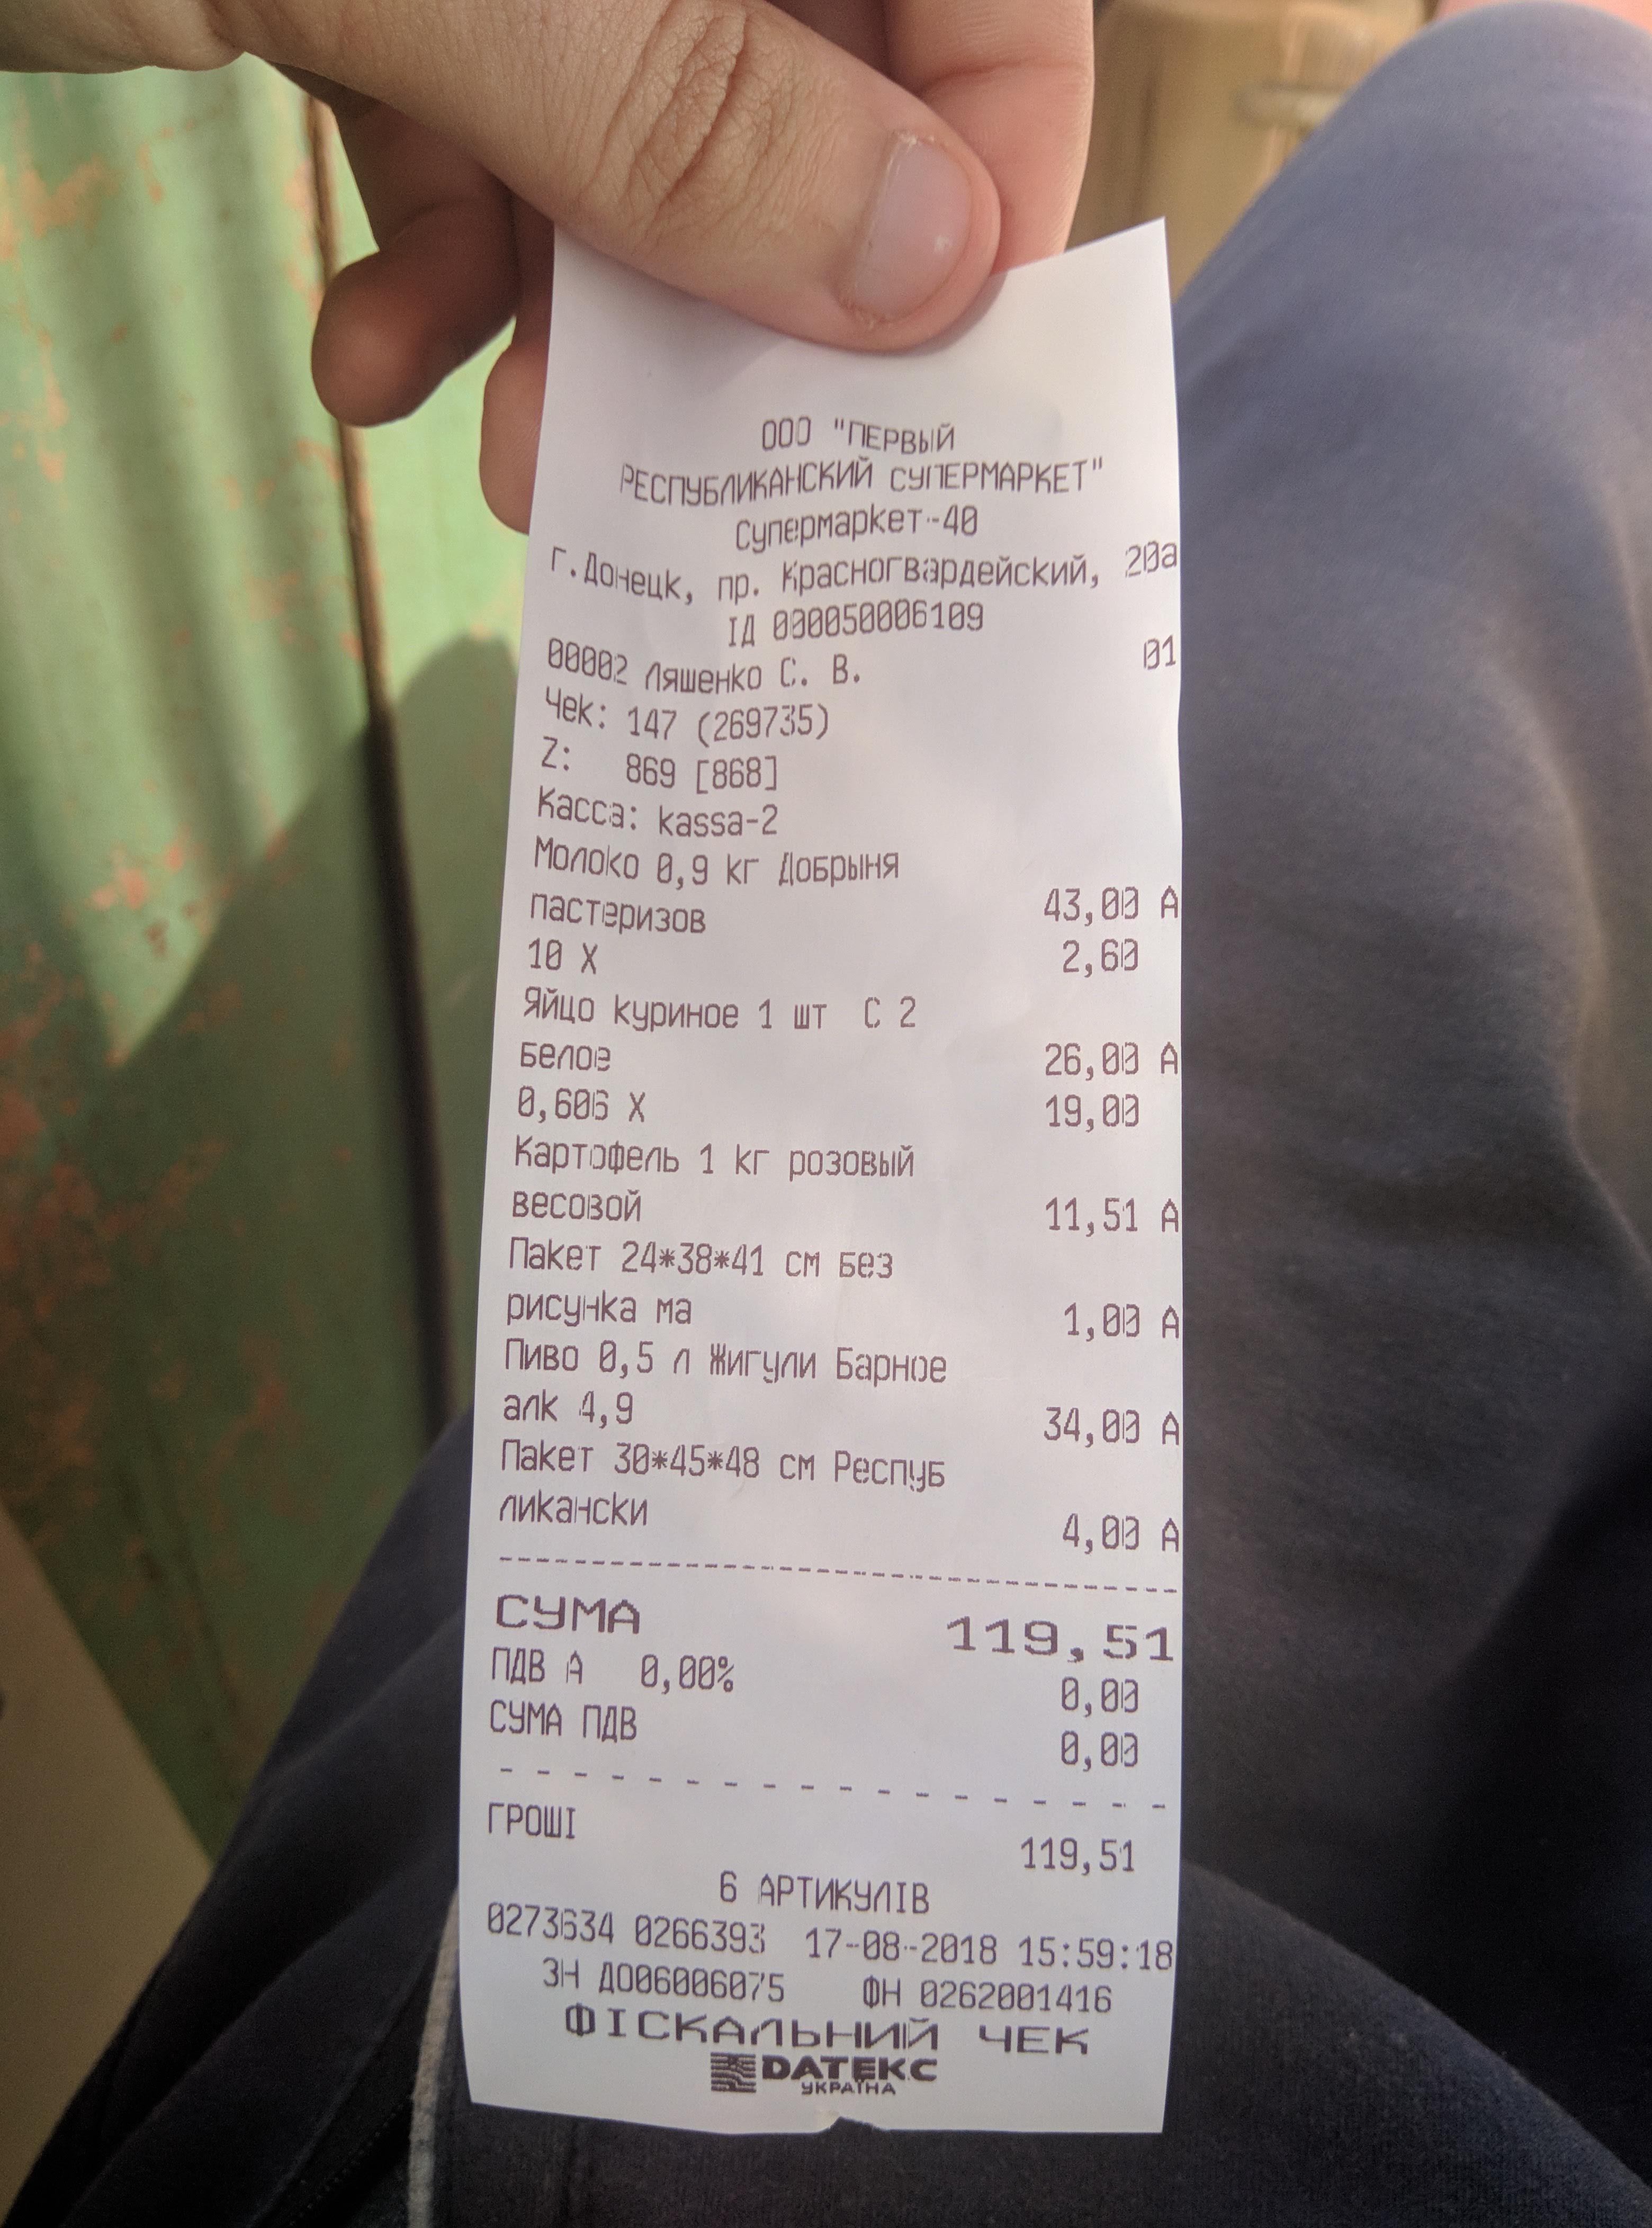 ООО "ПЕРВЫЙ
РЕСПУБЛИКАНСКИЙ СУПЕРМАРКЕТ"
Супермаркет-40
Г.Донецк, пр. Красногвардейский, 20а
ІД 000050006109
00002 Ляшенко С. В. 01
Чек: 147 (269735)
Z: 869 [868]
Касса: kassa-2
Молоко 0,9 кг Добрыня
пастеризов 43,00 А
10 X 2,60
Яйцо куриное 1 шт С 2
белое 26,00 А
0,606 X 19,00
Картофель 1 кг розовый
весовой 11,51 А
Пакет 24*38*41 см без
рисунка ма 1,00 А
Пиво 0,5 л Жигули Барное
алк 4,9 34,00 А
Пакет 30*45*48 см Респуб
ликански 4,00 А
СУМА 119,51
ПДВ А 0,00% 0,00
СУМА ПДВ 0,00
ГРОШІ 119,51
6 АРТИКУЛІВ
0273634 0266393 17-08-2018 15:59:18
ЗН ДО06006075 ФН 0262001416
ФІСКАЛЬНИЙ ЧЕК
DATEKC
УКРАЇНА